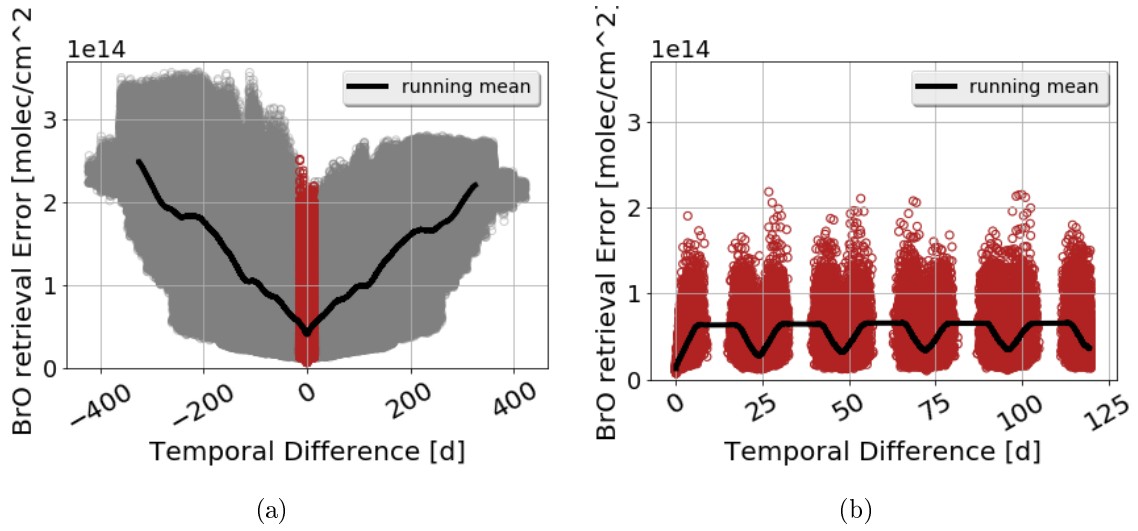 BrO retrieval Error [molec/cm^2
1e14
running mean
3
2
1
0
−400
−200
0
200
400
Temporal Difference [d]
(a)
BrO retrieval Error [molec/cm^2]
1e14
running mean
3
2
1
0
0
25
50
75
100
125
Temporal Difference [d]
(b)